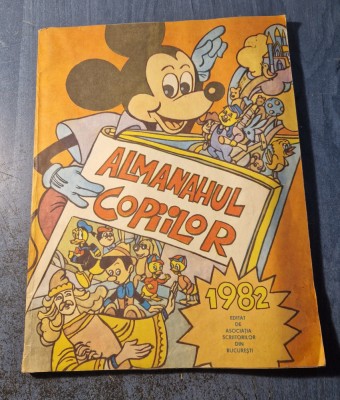 ALMANAHUL
COPIILOR
1982
EDITAT
DE
ASOCIAȚIA
SCRIITORILOR
DIN
BUCUREȘTI